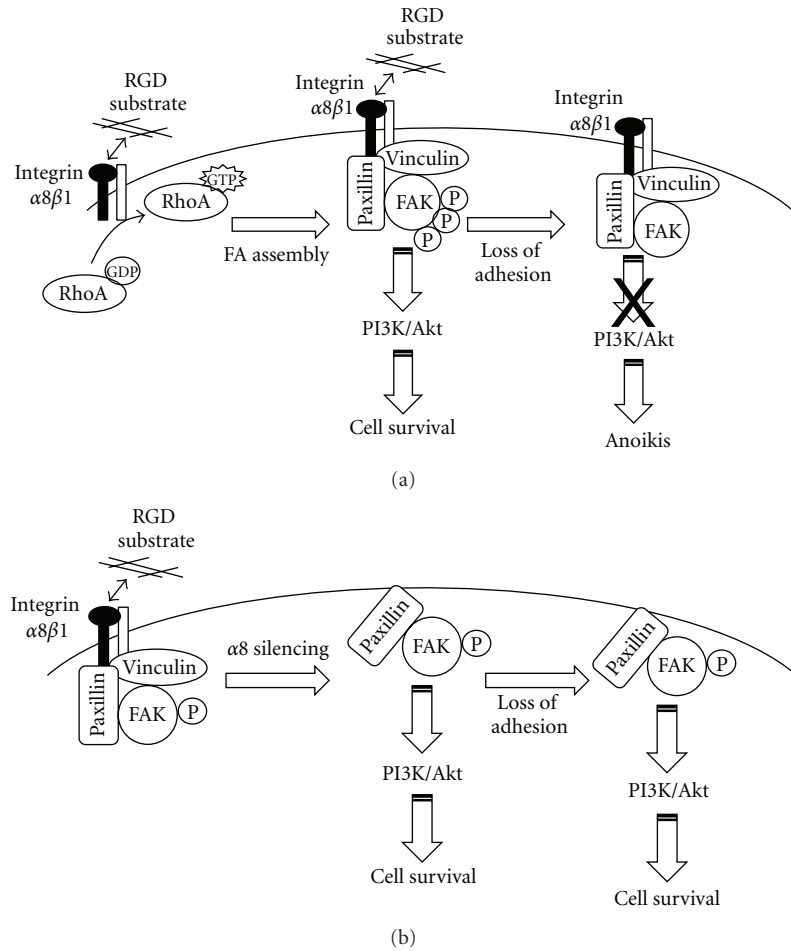 RGD
substrate
Integrin
α8β1
RhoA
GTP
RhoA
GDP
FA assembly
RGD
substrate
Integrin
α8β1
Paxillin
Vinculin
FAK
P
P
P
PI3K/Akt
Cell survival
Loss of
adhesion
Integrin
α8β1
Paxillin
Vinculin
FAK
X
PI3K/Akt
Anoikis
(a)
RGD
substrate
Integrin
α8β1
Paxillin
Vinculin
FAK
P
α8 silencing
Paxillin
FAK
P
PI3K/Akt
Cell survival
Loss of
adhesion
Paxillin
FAK
P
PI3K/Akt
Cell survival
(b)